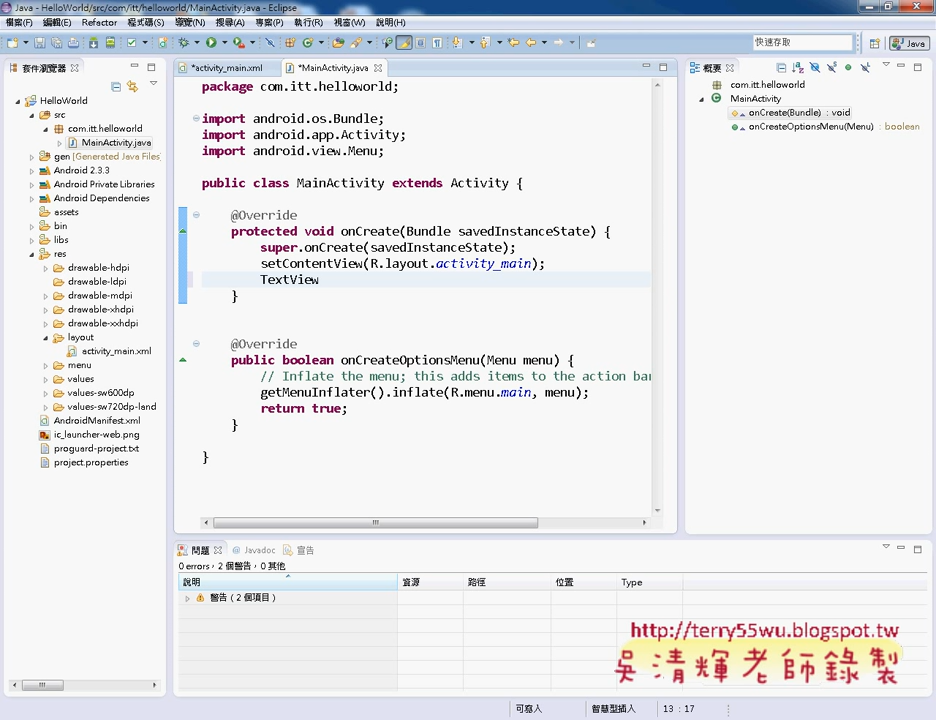 Java - HelloWorld/src/com/itt/helloworld/MainActivity.java - Eclipse
檔案(F) 編輯(E) Refactor 程式碼(S) 導覽(N) 搜尋(A) 專案(P) 執行(R) 視窗(W) 說明(H)
快速存取
Java
套件瀏覽器
*activity_main.xml
*MainActivity.java
概要
HelloWorld
src
com.itt.helloworld
MainActivity.java
gen [Generated Java Files]
Android 2.3.3
Android Private Libraries
Android Dependencies
assets
bin
libs
res
drawable-hdpi
drawable-ldpi
drawable-mdpi
drawable-xhdpi
drawable-xxhdpi
layout
activity_main.xml
menu
values
values-sw600dp
values-sw720dp-land
AndroidManifest.xml
ic_launcher-web.png
proguard-project.txt
project.properties
package com.itt.helloworld;
import android.os.Bundle;
import android.app.Activity;
import android.view.Menu;
public class MainActivity extends Activity {
@Override
protected void onCreate(Bundle savedInstanceState) {
super.onCreate(savedInstanceState);
setContentView(R.layout.activity_main);
TextView
}
@Override
public boolean onCreateOptionsMenu(Menu menu) {
// Inflate the menu; this adds items to the action bar
getMenuInflater().inflate(R.menu.main, menu);
return true;
}
}
com.itt.helloworld
MainActivity
onCreate(Bundle) : void
onCreateOptionsMenu(Menu) : boolean
問題 @ Javadoc 宣告
0 errors，2 個警告，0 其他
說明 資源 路徑 位置 Type
警告 (2 個項目)
http://terry55wu.blogspot.tw
吳清輝老師錄製
可寫入 智慧型插入 13 : 17